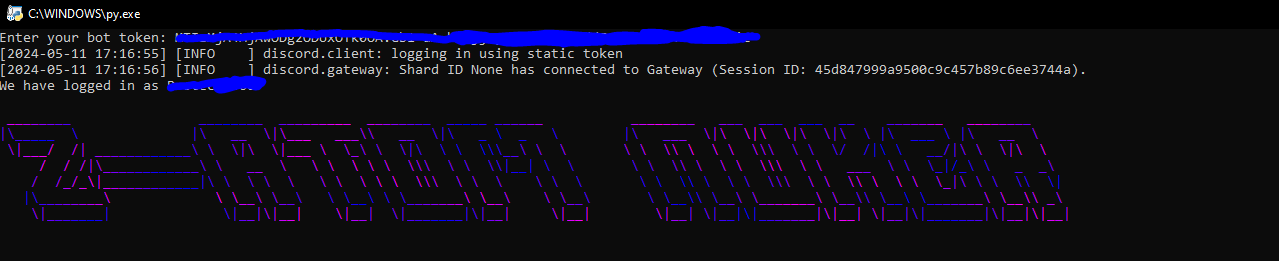 C:\WINDOWS\py.exe
Enter your bot token:
[2024-05-11 17:16:55] [INFO    ] discord.client: logging in using static token
[2024-05-11 17:16:56] [INFO    ] discord.gateway: Shard ID None has connected to Gateway (Session ID: 45d847999a9500c9c457b89c6ee3744a).
We have logged in as